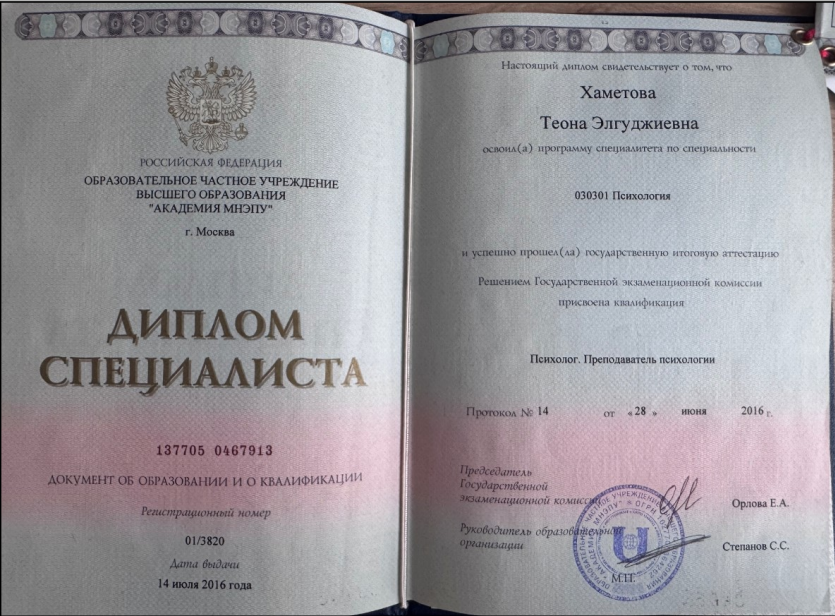 РОССИЙСКАЯ ФЕДЕРАЦИЯ
ОБРАЗОВАТЕЛЬНОЕ ЧАСТНОЕ УЧРЕЖДЕНИЕ
ВЫСШЕГО ОБРАЗОВАНИЯ
"АКАДЕМИЯ МНЭПУ"
г. Москва
ДИПЛОМ
СПЕЦИАЛИСТА
137705 0467913
ДОКУМЕНТ ОБ ОБРАЗОВАНИИ И О КВАЛИФИКАЦИИ
Регистрационный номер
01/3820
Дата выдачи
14 июля 2016 года
Настоящий диплом свидетельствует о том, что
Хаметова
Теона Элгуджиевна
освоил(а) программу специалитета по специальности
030301 Психология
и успешно прошел(ла) государственную итоговую аттестацию
Решением Государственной экзаменационной комиссии
присвоена квалификация
Психолог. Преподаватель психологии
Протокол № 14 от «28» июня 2016 г.
Председатель
Государственной
экзаменационной комиссии Орлова Е.А.
Руководитель образовательной
организации Степанов С.С.
М.П.